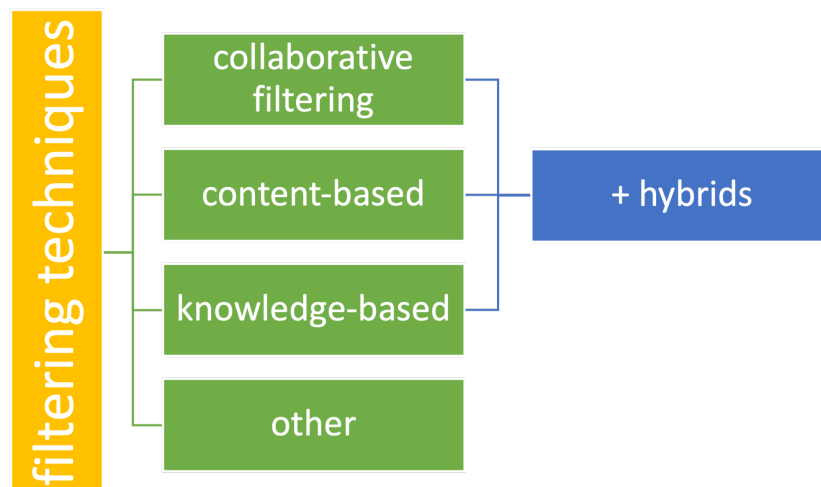 filtering techniques
collaborative
filtering
content-based
knowledge-based
other
+ hybrids